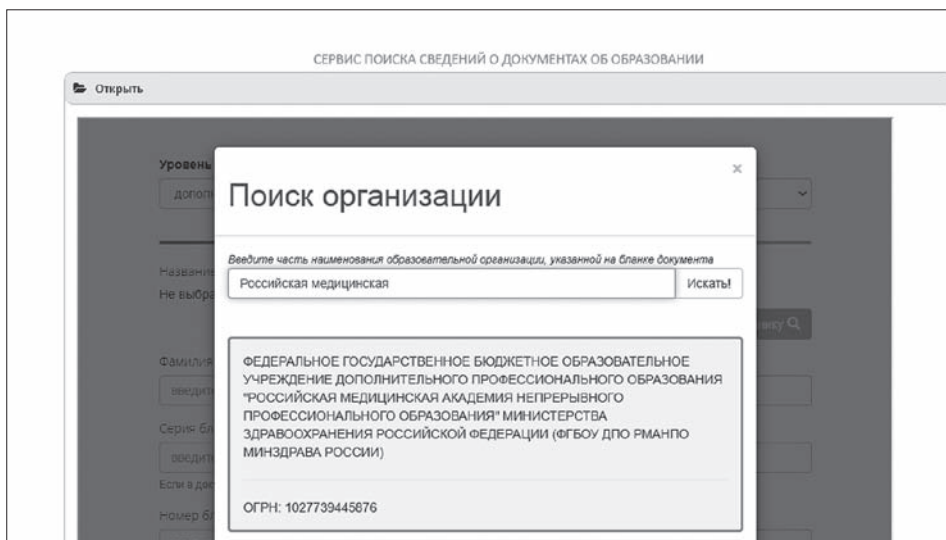 СЕРВИС ПОИСКА СВЕДЕНИЙ О ДОКУМЕНТАХ ОБ ОБРАЗОВАНИИ
Открыть
Уровень
Поиск организации
×
Введите часть наименования образовательной организации, указанной на бланке документа
Российская медицинская
Искать!
Название
Не выбра
Фамилия
Серия бл
Номер бл
ФЕДЕРАЛЬНОЕ ГОСУДАРСТВЕННОЕ БЮДЖЕТНОЕ ОБРАЗОВАТЕЛЬНОЕ
УЧРЕЖДЕНИЕ ДОПОЛНИТЕЛЬНОГО ПРОФЕССИОНАЛЬНОГО ОБРАЗОВАНИЯ
"РОССИЙСКАЯ МЕДИЦИНСКАЯ АКАДЕМИЯ НЕПРЕРЫВНОГО
ПРОФЕССИОНАЛЬНОГО ОБРАЗОВАНИЯ" МИНИСТЕРСТВА
ЗДРАВООХРАНЕНИЯ РОССИЙСКОЙ ФЕДЕРАЦИИ (ФГБОУ ДПО РМАНПО
МИНЗДРАВА РОССИИ)
ОГРН: 1027739445876